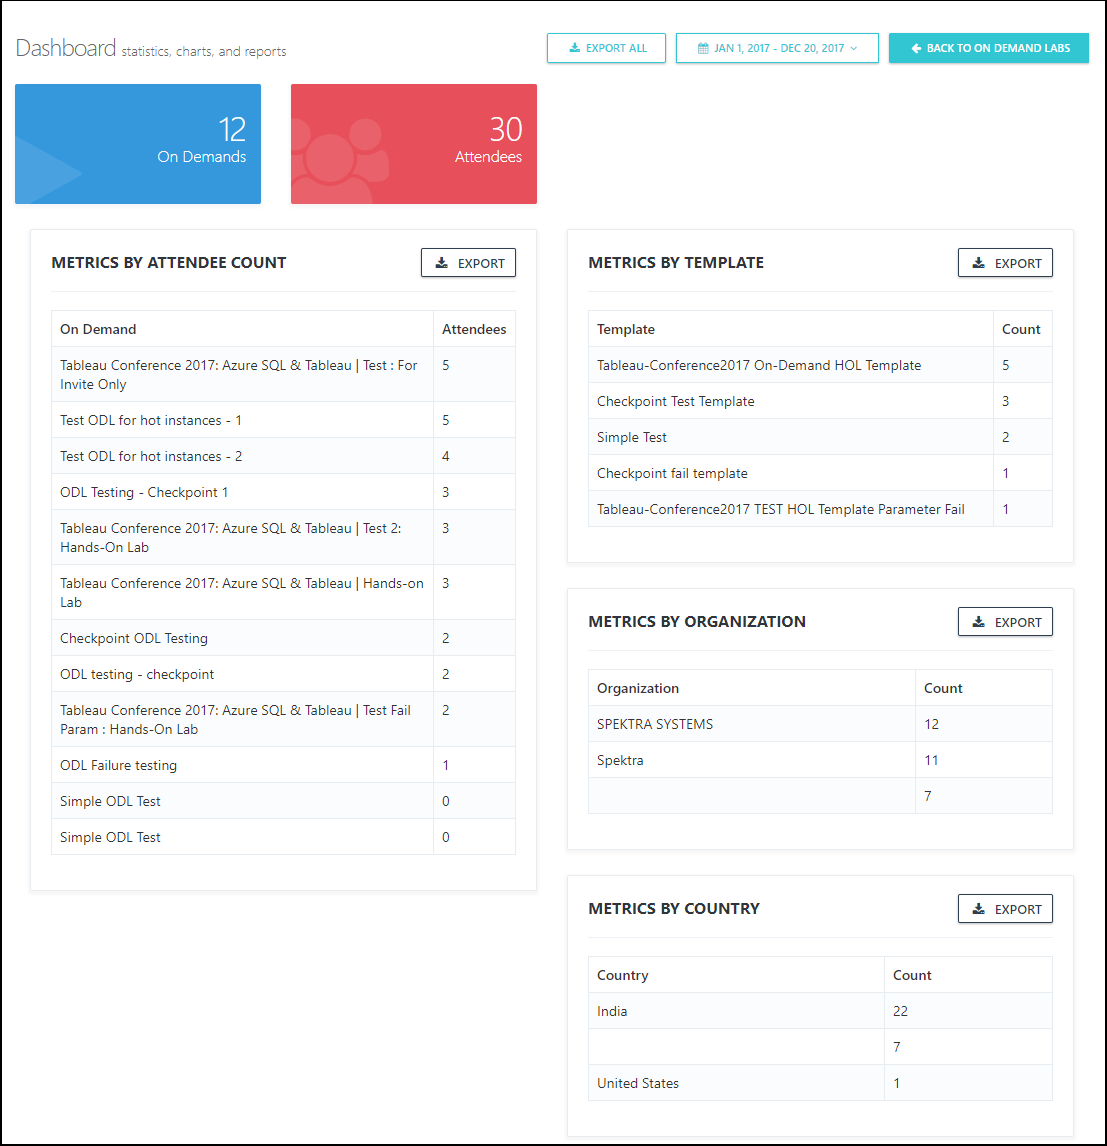 Dashboard statistics, charts, and reports
EXPORT ALL
JAN 1, 2017 - DEC 20, 2017
BACK TO ON DEMAND LABS
12
On Demands
30
Attendees
METRICS BY ATTENDEE COUNT
EXPORT
On Demand Attendees
Tableau Conference 2017: Azure SQL & Tableau | Test : For 5
Invite Only
Test ODL for hot instances - 1 5
Test ODL for hot instances - 2 4
ODL Testing - Checkpoint 1 3
Tableau Conference 2017: Azure SQL & Tableau | Test 2: 3
Hands-On Lab
Tableau Conference 2017: Azure SQL & Tableau | Hands-on 3
Lab
Checkpoint ODL Testing 2
ODL testing - checkpoint 2
Tableau Conference 2017: Azure SQL & Tableau | Test Fail 2
Param : Hands-On Lab
ODL Failure testing 1
Simple ODL Test 0
Simple ODL Test 0
METRICS BY TEMPLATE
EXPORT
Template Count
Tableau-Conference2017 On-Demand HOL Template 5
Checkpoint Test Template 3
Simple Test 2
Checkpoint fail template 1
Tableau-Conference2017 TEST HOL Template Parameter Fail 1
METRICS BY ORGANIZATION
EXPORT
Organization Count
SPEKTRA SYSTEMS 12
Spektra 11
7
METRICS BY COUNTRY
EXPORT
Country Count
India 22
7
United States 1